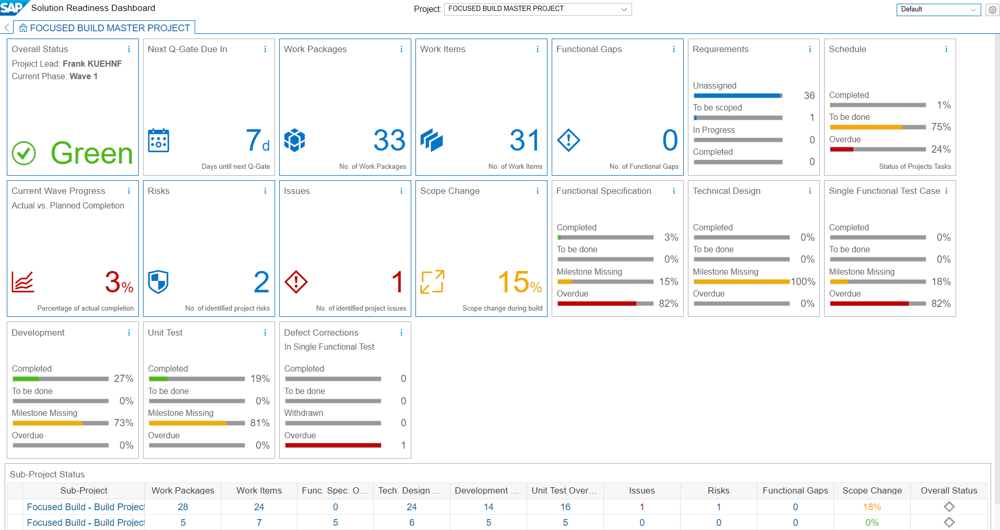 SAP Solution Readiness Dashboard
Project: FOCUSED BUILD MASTER PROJECT
Default
FOCUSED BUILD MASTER PROJECT
Overall Status i
Project Lead: Frank KUEHNF
Current Phase: Wave 1
Green
Next Q-Gate Due In i
7d
Days until next Q-Gate
Work Packages i
33
No. of Work Packages
Work Items i
31
No. of Work Items
Functional Gaps i
0
No. of Functional Gaps
Requirements i
Unassigned
36
To be scoped
1
In Progress
0
Completed
0
Schedule i
Completed
1%
To be done
75%
Overdue
24%
Status of Projects Tasks
Current Wave Progress i
Actual vs. Planned Completion
3%
Percentage of actual completion
Risks i
2
No. of identified project risks
Issues i
1
No. of identified project issues
Scope Change i
15%
Scope change during build
Functional Specification i
Completed
3%
To be done
0%
Milestone Missing
15%
Overdue
82%
Technical Design i
Completed
0%
To be done
0%
Milestone Missing
100%
Overdue
0%
Single Functional Test Case i
Completed
0%
To be done
0%
Milestone Missing
18%
Overdue
82%
Development i
Completed
27%
To be done
0%
Milestone Missing
73%
Overdue
0%
Unit Test i
Completed
19%
To be done
0%
Milestone Missing
81%
Overdue
0%
Defect Corrections i
In Single Functional Test
Completed
0
To be done
0
Withdrawn
0
Overdue
1
Sub-Project Status
Sub-Project Work Packages Work Items Func. Spec. O... Tech. Design ... Development ... Unit Test Over... Issues Risks Functional Gaps Scope Change Overall Status
Focused Build - Build Project 28 24 0 24 14 16 1 1 0 18%
Focused Build - Build Project 5 7 5 6 5 5 0 0 0 0%